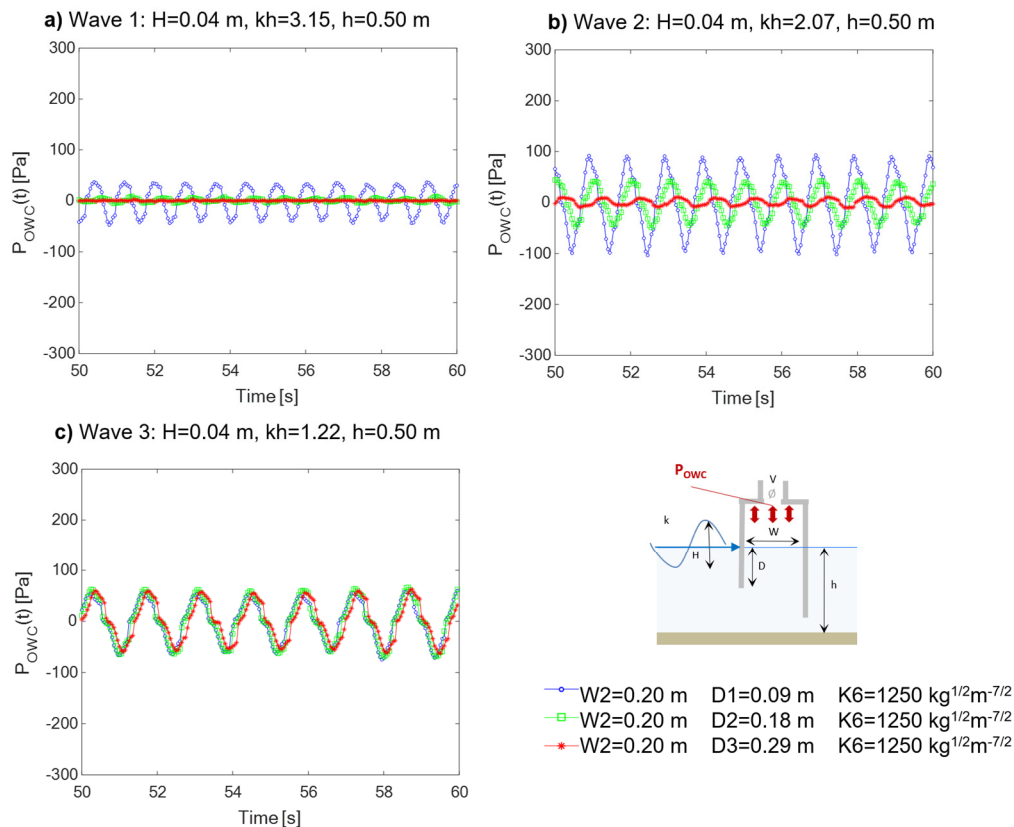 a) Wave 1: H=0.04 m, kh=3.15, h=0.50 m
300
200
100
0
-100
-200
-300
P_OWC(t) [Pa]
50 52 54 56 58 60
Time [s]
b) Wave 2: H=0.04 m, kh=2.07, h=0.50 m
300
200
100
0
-100
-200
-300
P_OWC(t) [Pa]
50 52 54 56 58 60
Time [s]
c) Wave 3: H=0.04 m, kh=1.22, h=0.50 m
300
200
100
0
-100
-200
-300
P_OWC(t) [Pa]
50 52 54 56 58 60
Time [s]
P_OWC
V
Ø
k
W
H
D
h
W2=0.20 m D1=0.09 m K6=1250 kg^1/2 m^-7/2
W2=0.20 m D2=0.18 m K6=1250 kg^1/2 m^-7/2
W2=0.20 m D3=0.29 m K6=1250 kg^1/2 m^-7/2